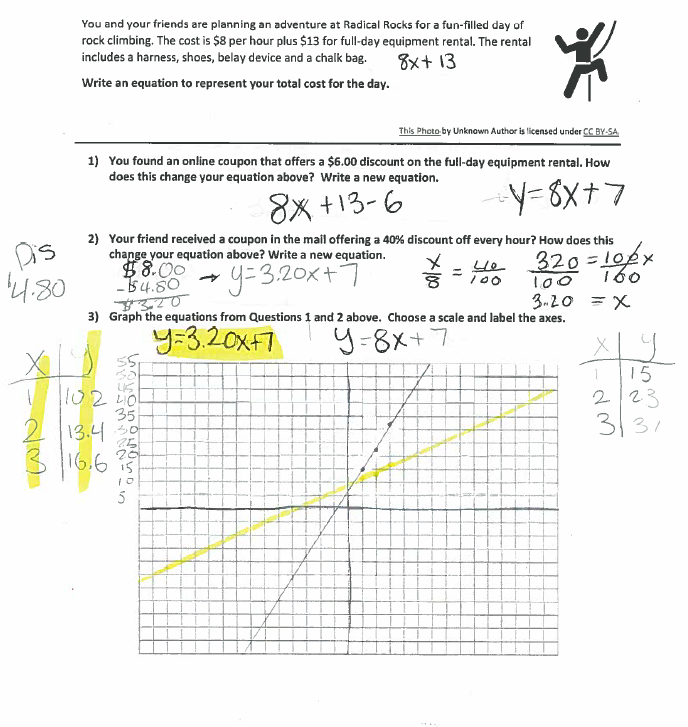 You and your friends are planning an adventure at Radical Rocks for a fun-filled day of
rock climbing. The cost is $8 per hour plus $13 for full-day equipment rental. The rental
includes a harness, shoes, belay device and a chalk bag. 8x + 13
Write an equation to represent your total cost for the day.
This Photo by Unknown Author is licensed under CC BY-SA
1) You found an online coupon that offers a $6.00 discount on the full-day equipment rental. How
does this change your equation above? Write a new equation.
8x + 13 - 6 y = 8x + 7
2) Your friend received a coupon in the mail offering a 40% discount off every hour? How does this
change your equation above? Write a new equation.
Dis
$4.80
$8.00
-$4.80
$3.20
→ y = 3.20x + 7
x/8 = 40/100
320/100 = 100x/100
3.20 = x
3) Graph the equations from Questions 1 and 2 above. Choose a scale and label the axes.
y=3.20x+7 y = 8x + 7
x y
1 10.2
2 13.4
3 16.6
55
50
45
40
35
30
25
20
15
10
5
x y
1 15
2 23
3 31